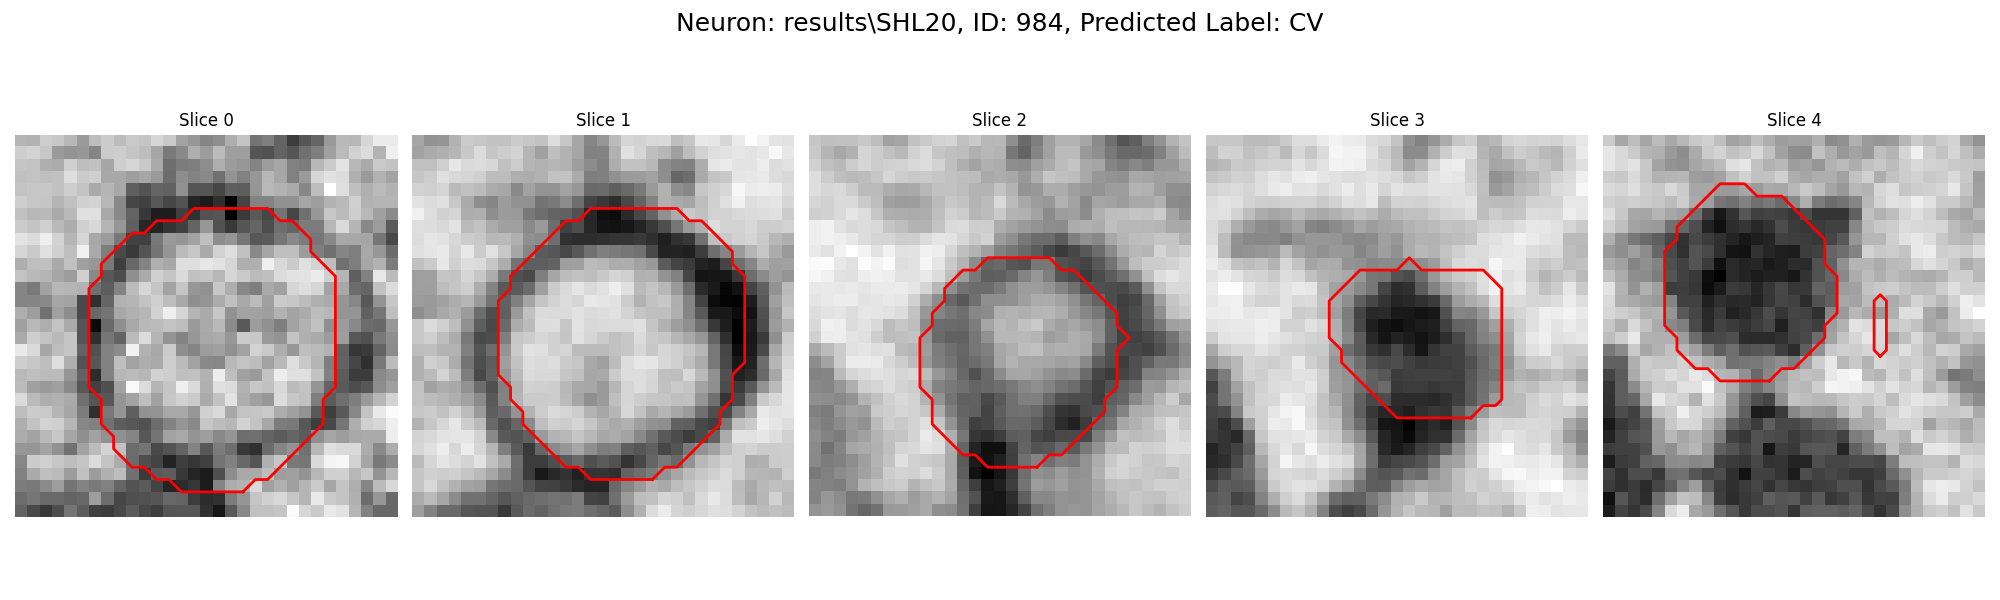 Neuron: results\SHL20, ID: 984, Predicted Label: CV
Slice 0
Slice 1
Slice 2
Slice 3
Slice 4